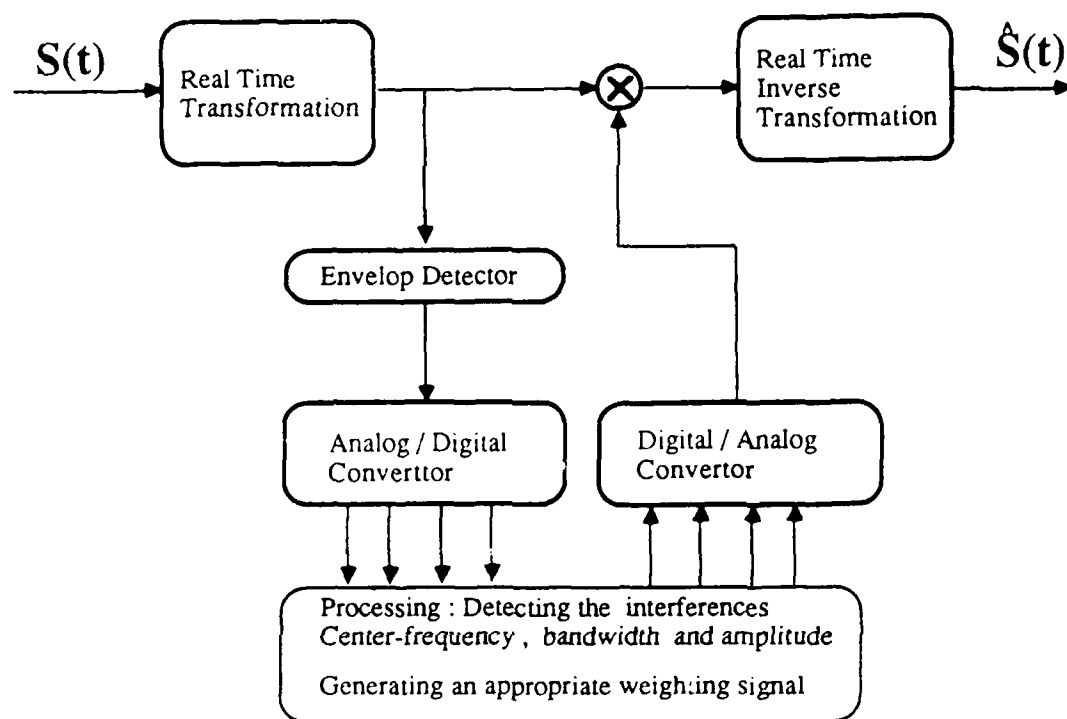 S(t)
Real Time
Transformation
Real Time
Inverse
Transformation
Ŝ(t)
Envelop Detector
Analog / Digital
Converttor
Digital / Analog
Convertor
Processing : Detecting the interferences
Center-frequency , bandwidth and amplitude
Generating an appropriate weighting signal